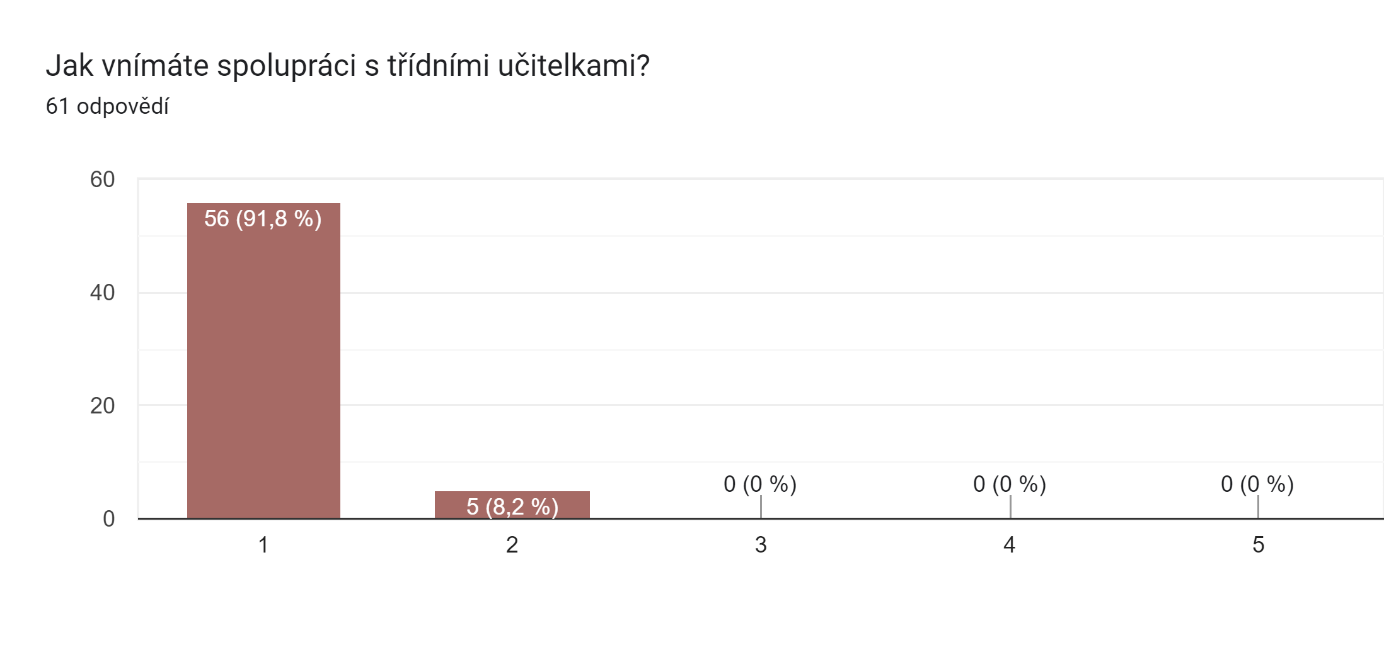 Jak vnímáte spolupráci s třídními učitelkami?
61 odpovědí
60
40
20
0
56 (91,8 %)
5 (8,2 %)
0 (0 %)
0 (0 %)
0 (0 %)
1
2
3
4
5